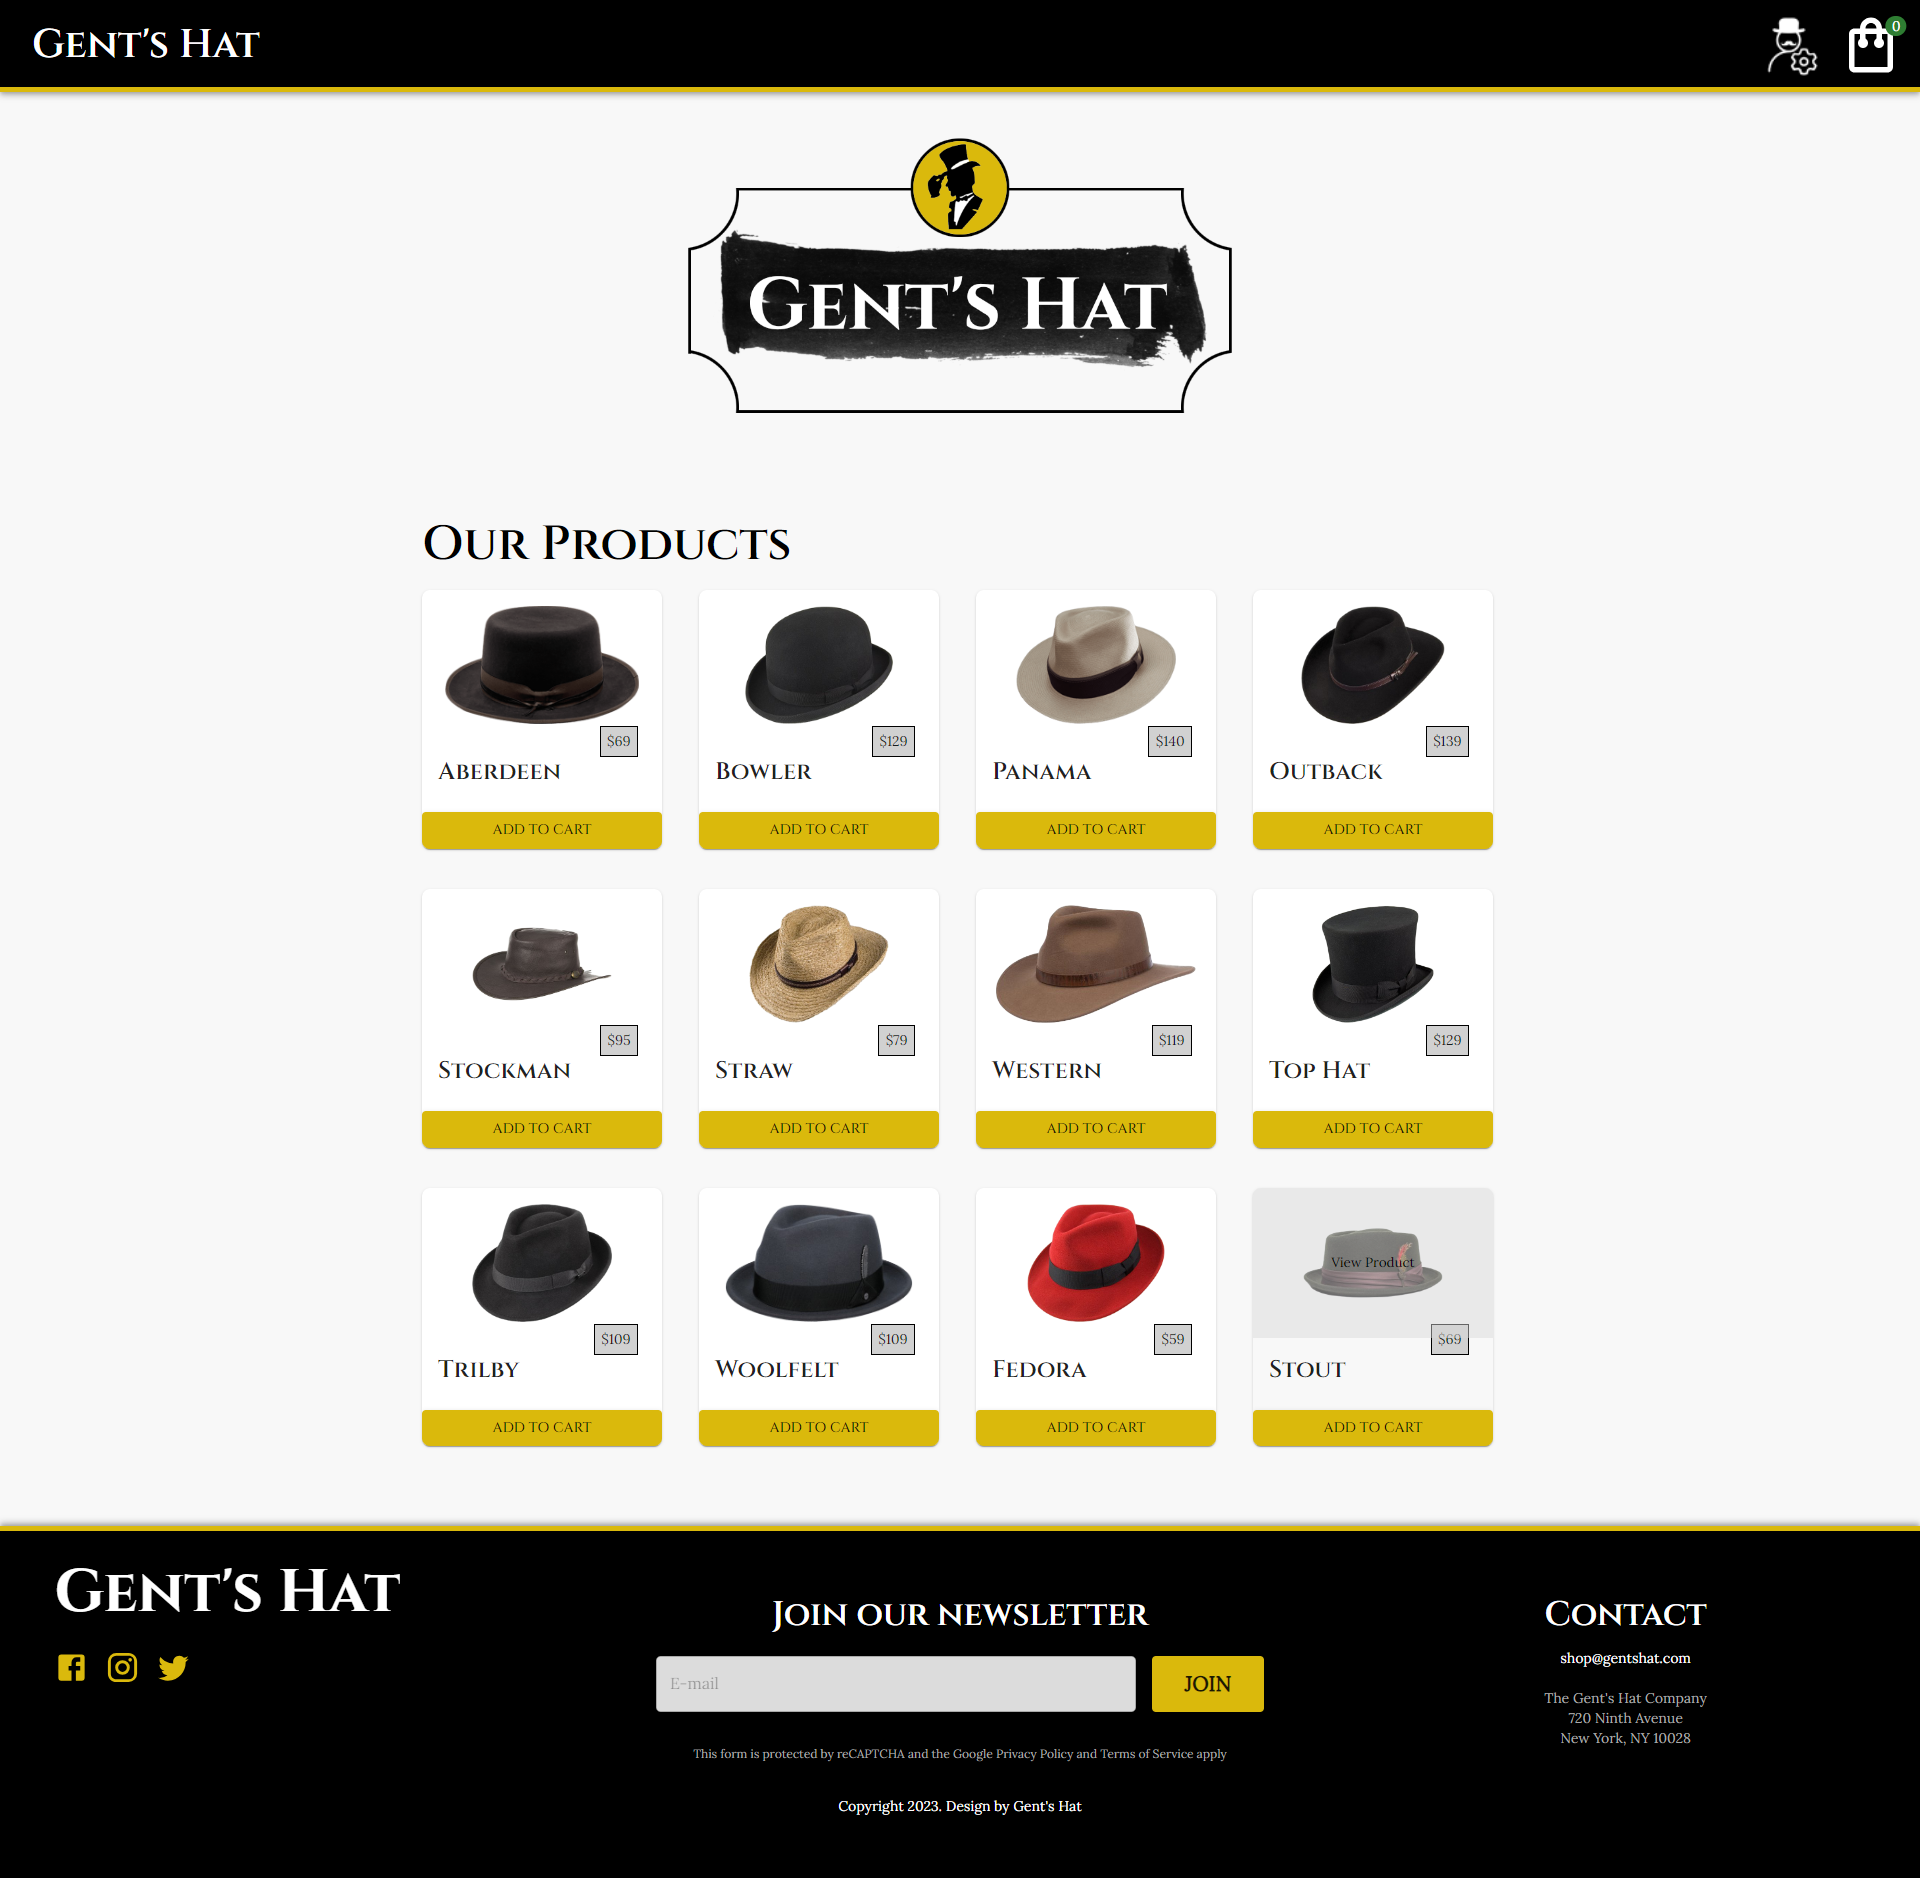 Gent's Hat
0
Gent's Hat
Our Products
$69
Aberdeen
ADD TO CART
$129
Bowler
ADD TO CART
$140
Panama
ADD TO CART
$139
Outback
ADD TO CART
$95
Stockman
ADD TO CART
$79
Straw
ADD TO CART
$119
Western
ADD TO CART
$129
Top Hat
ADD TO CART
$109
Trilby
ADD TO CART
$109
Woolfelt
ADD TO CART
$59
Fedora
ADD TO CART
View Product
$69
Stout
ADD TO CART
Gent's Hat
Join our newsletter
E-mail
JOIN
This form is protected by reCAPTCHA and the Google Privacy Policy and Terms of Service apply
Copyright 2023. Design by Gent's Hat
Contact
shop@gentshat.com
The Gent's Hat Company
720 Ninth Avenue
New York, NY 10028